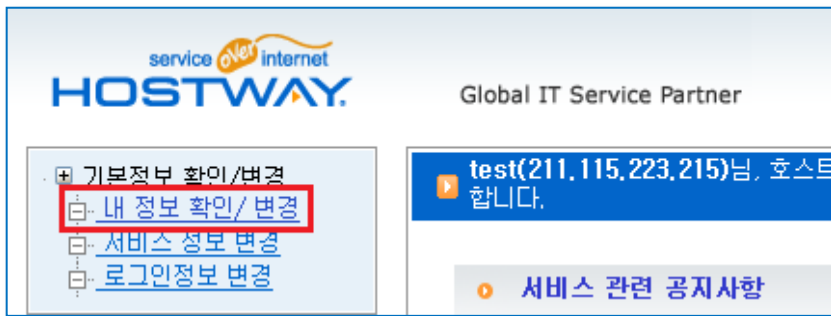 service over internet
HOSTWAY.
Global IT Service Partner
기본정보 확인/변경
내 정보 확인/ 변경
서비스 정보 변경
로그인정보 변경
test(211,115,223,215)님, 호스트
합니다.
서비스 관련 공지사항